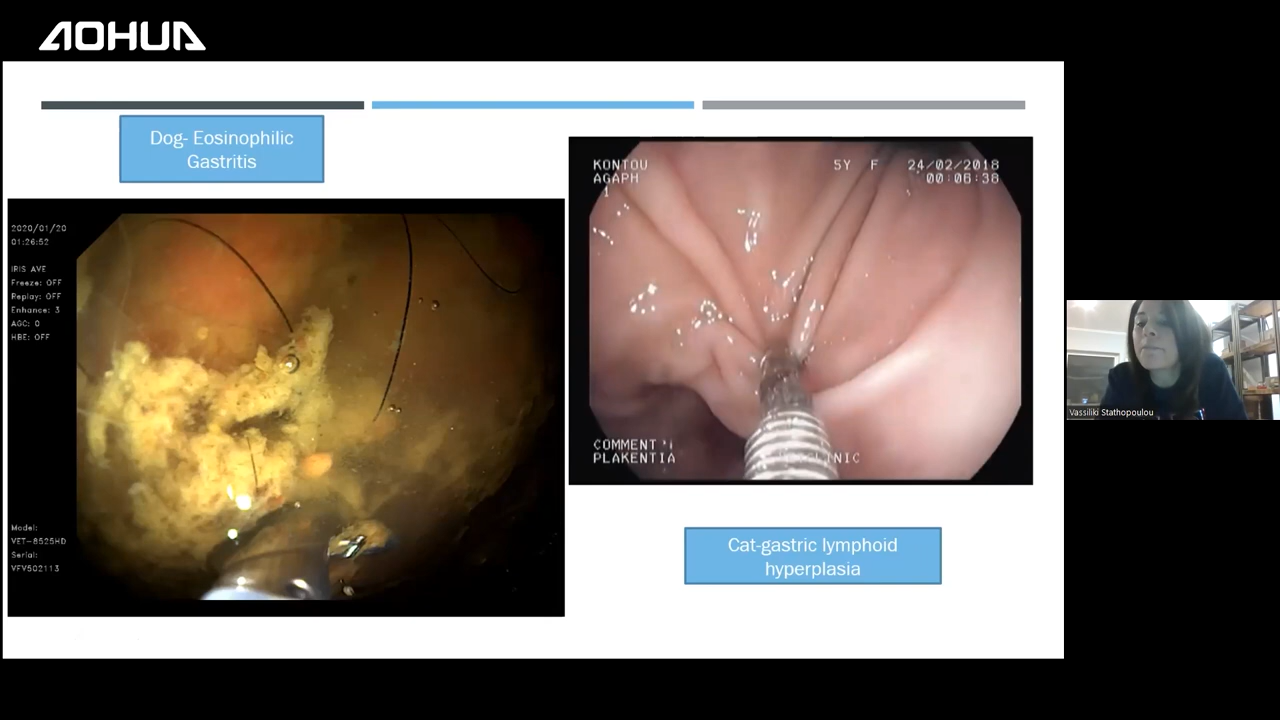 AOHUA
Dog- Eosinophilic
Gastritis
2020/01/20
01:26:52
IRIS AVE
Freeze: OFF
Replay: OFF
Enhance: 3
AGC: 0
HBE: OFF
Model:
VET-8525HD
Serial:
VFV502113
KONTOU 5Y F 24/02/2018
AGAPH 00:06:38
1
COMMENT
PLAKENTIA CLINIC
Cat-gastric lymphoid
hyperplasia
Vassiliki Stathopoulou